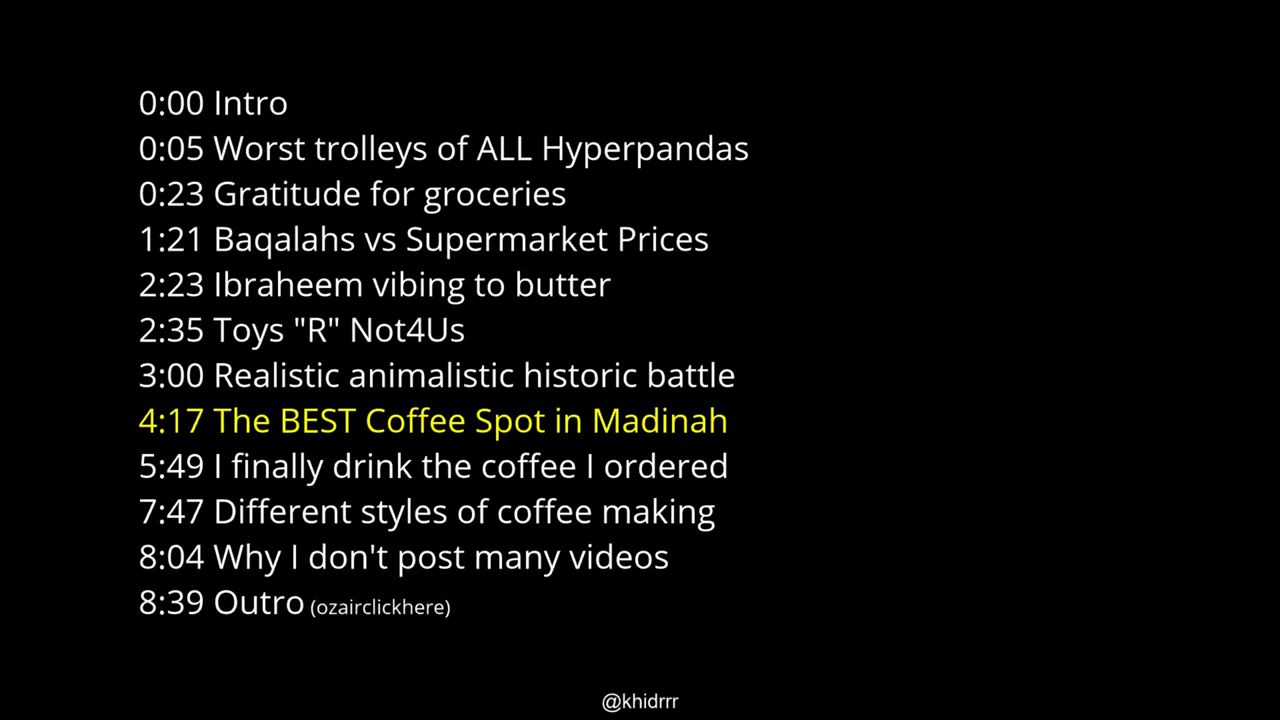 0:00 Intro
0:05 Worst trolleys of ALL Hyperpandas
0:23 Gratitude for groceries
1:21 Baqalahs vs Supermarket Prices
2:23 Ibraheem vibing to butter
2:35 Toys "R" Not4Us
3:00 Realistic animalistic historic battle
4:17 The BEST Coffee Spot in Madinah
5:49 I finally drink the coffee I ordered
7:47 Different styles of coffee making
8:04 Why I don't post many videos
8:39 Outro (ozairclickhere)
@khidrrr